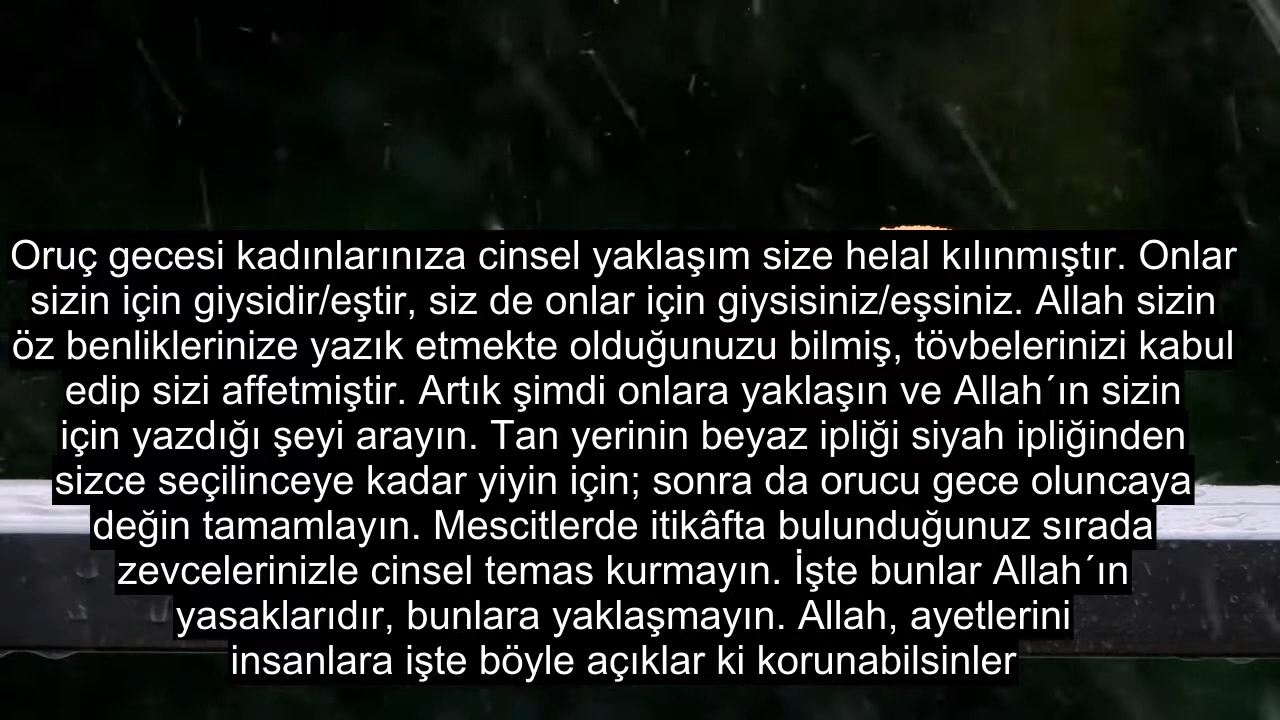 Oruç gecesi kadınlarınıza cinsel yaklaşım size helal kılınmıştır. Onlar
sizin için giysidir/eştir, siz de onlar için giysisiniz/eşsiniz. Allah sizin
öz benliklerinize yazık etmekte olduğunuzu bilmiş, tövbelerinizi kabul
edip sizi affetmiştir. Artık şimdi onlara yaklaşın ve Allah´ın sizin
için yazdığı şeyi arayın. Tan yerinin beyaz ipliği siyah ipliğinden
sizce seçilinceye kadar yiyin için; sonra da orucu gece oluncaya
değin tamamlayın. Mescitlerde itikâfta bulunduğunuz sırada
zevcelerinizle cinsel temas kurmayın. İşte bunlar Allah´ın
yasaklarıdır, bunlara yaklaşmayın. Allah, ayetlerini
insanlara işte böyle açıklar ki korunabilsinler